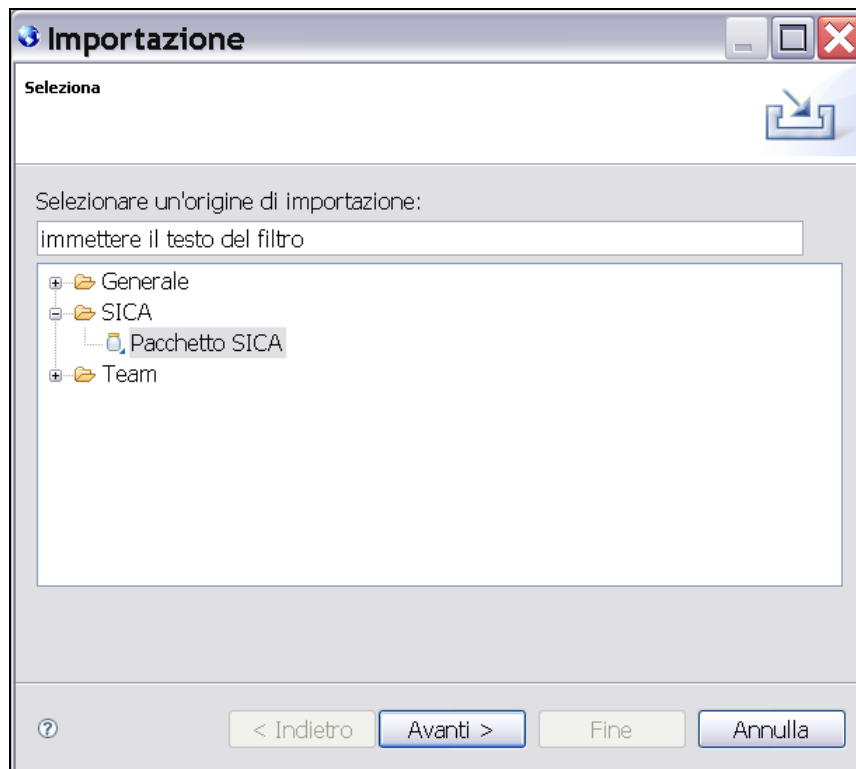 Importazione
Seleziona
Selezionare un'origine di importazione:
immettere il testo del filtro
Generale
SICA
Pacchetto SICA
Team
< Indietro Avanti > Fine Annulla